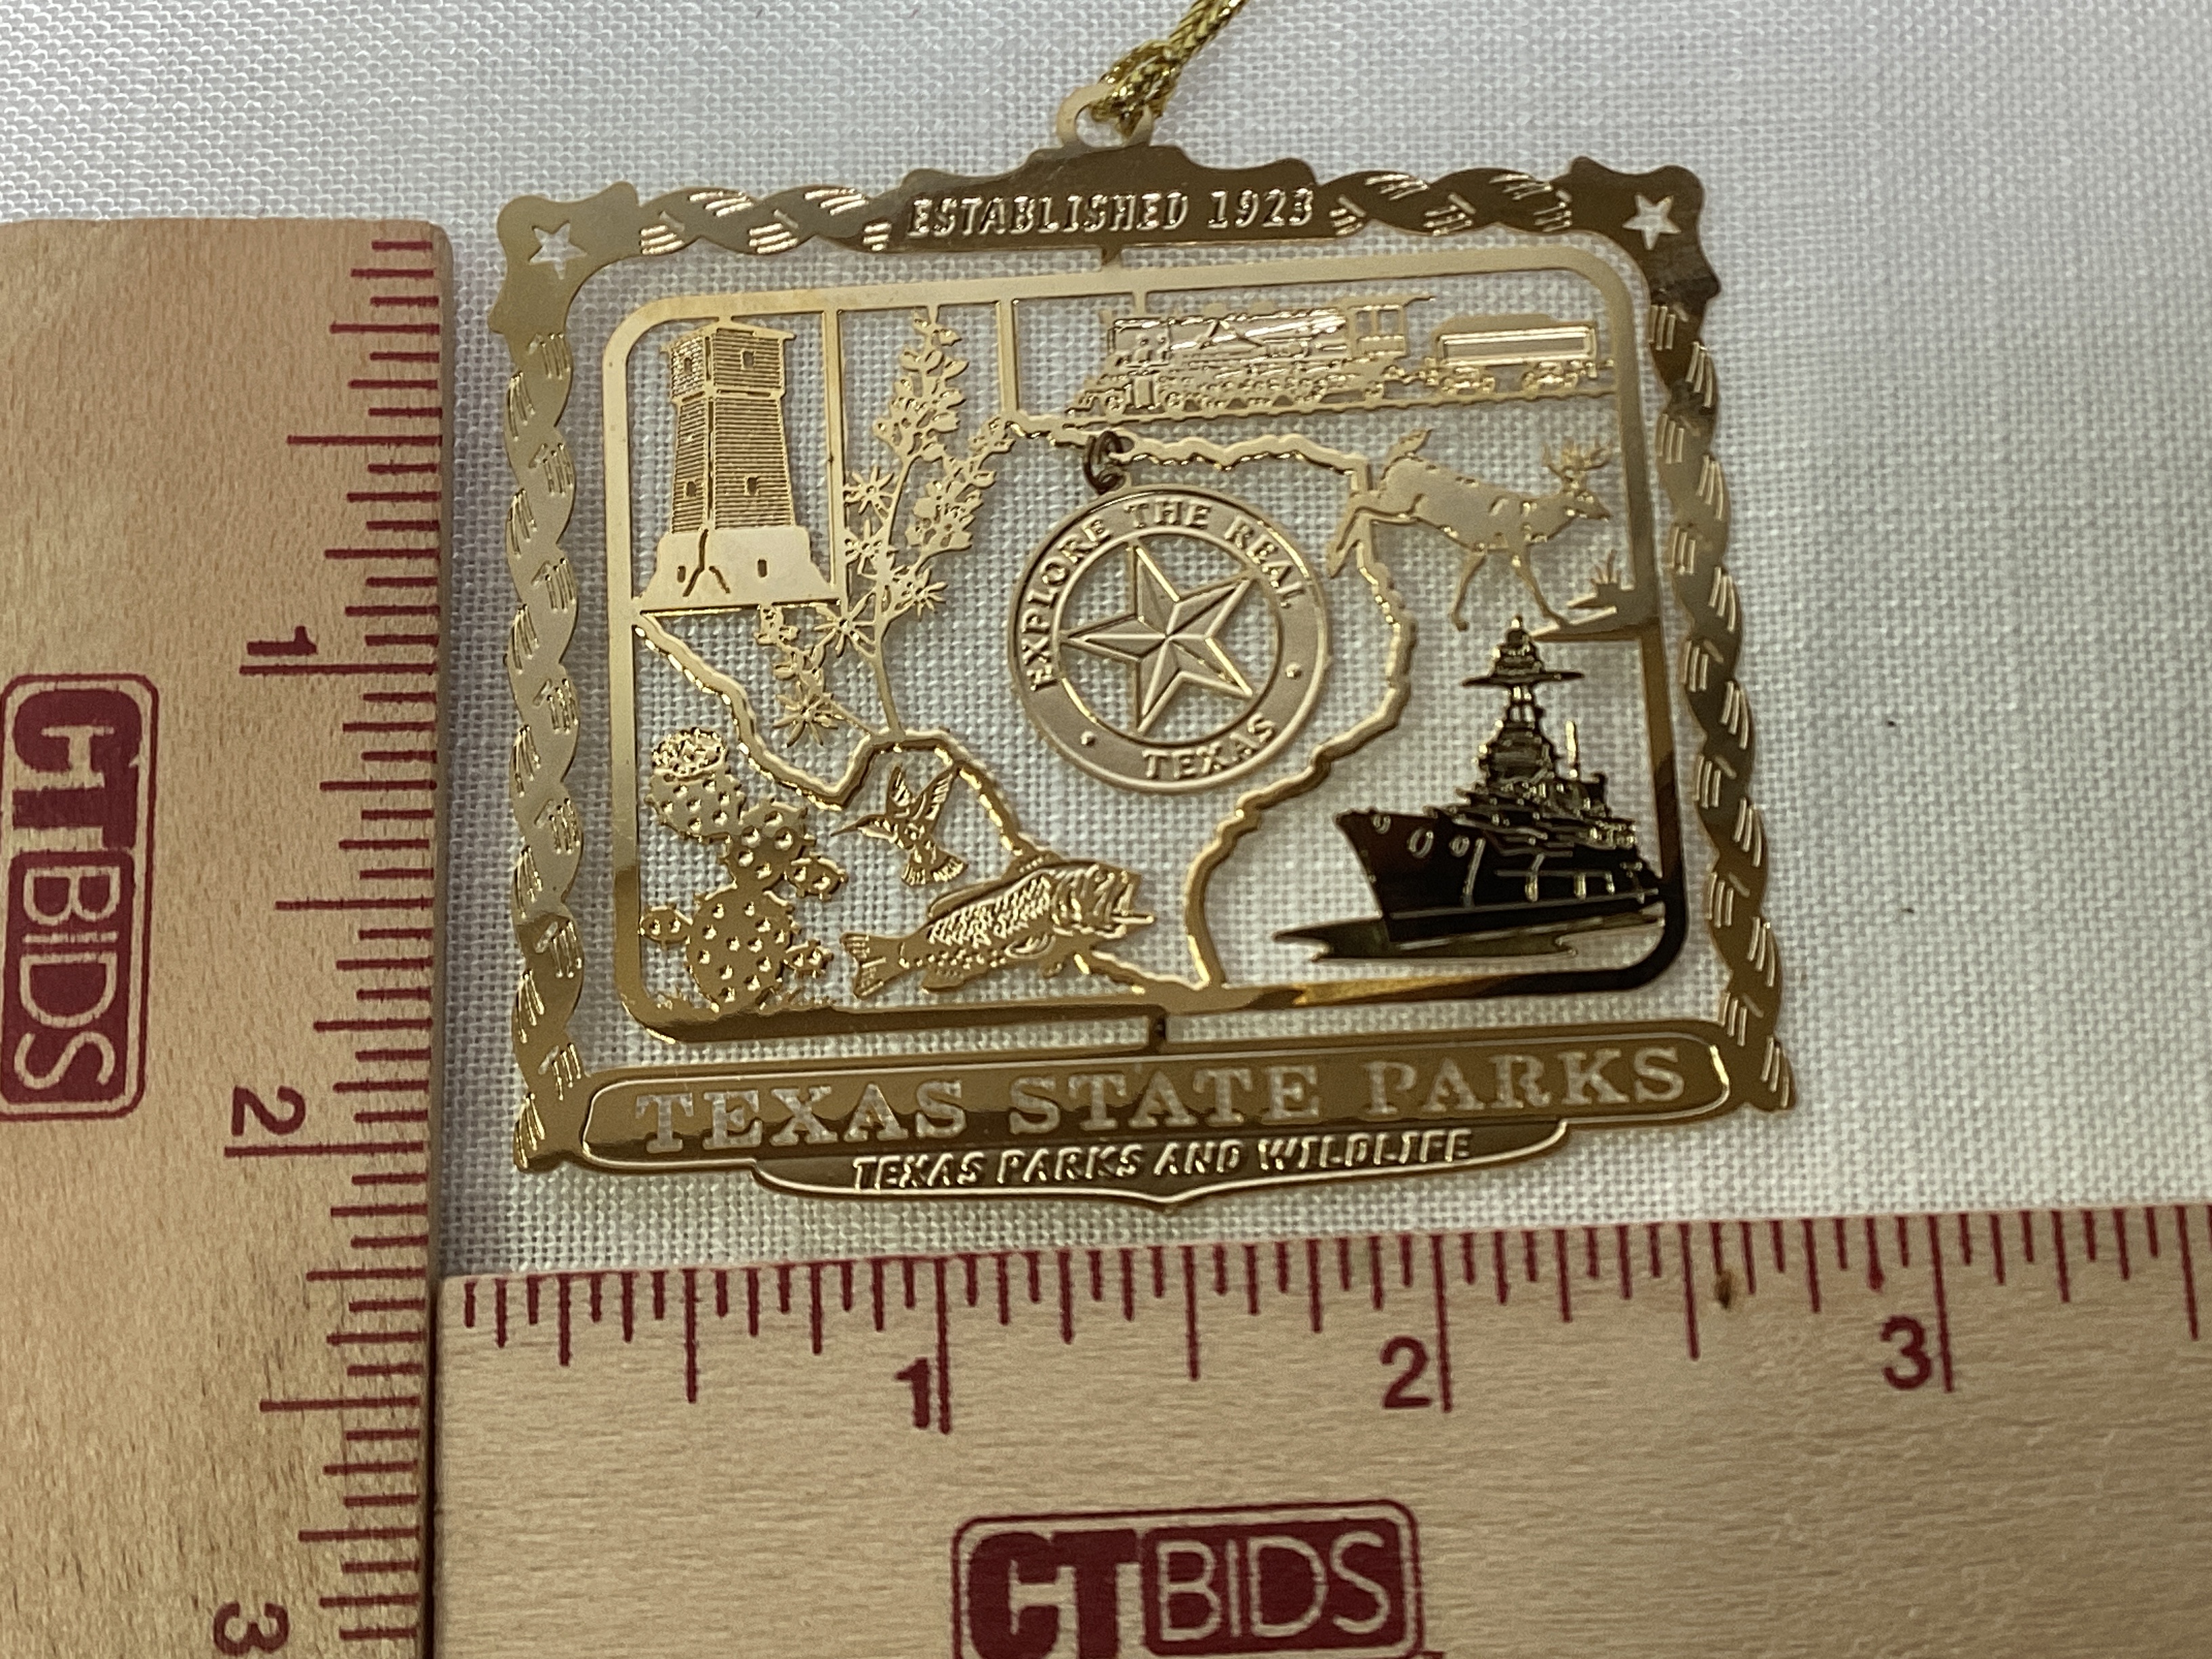 ESTABLISHED 1923
EXPLORE THE REAL
TEXAS
TEXAS STATE PARKS
TEXAS PARKS AND WILDLIFE
1
2
3
CTBIDS
1
2
3
CTBIDS